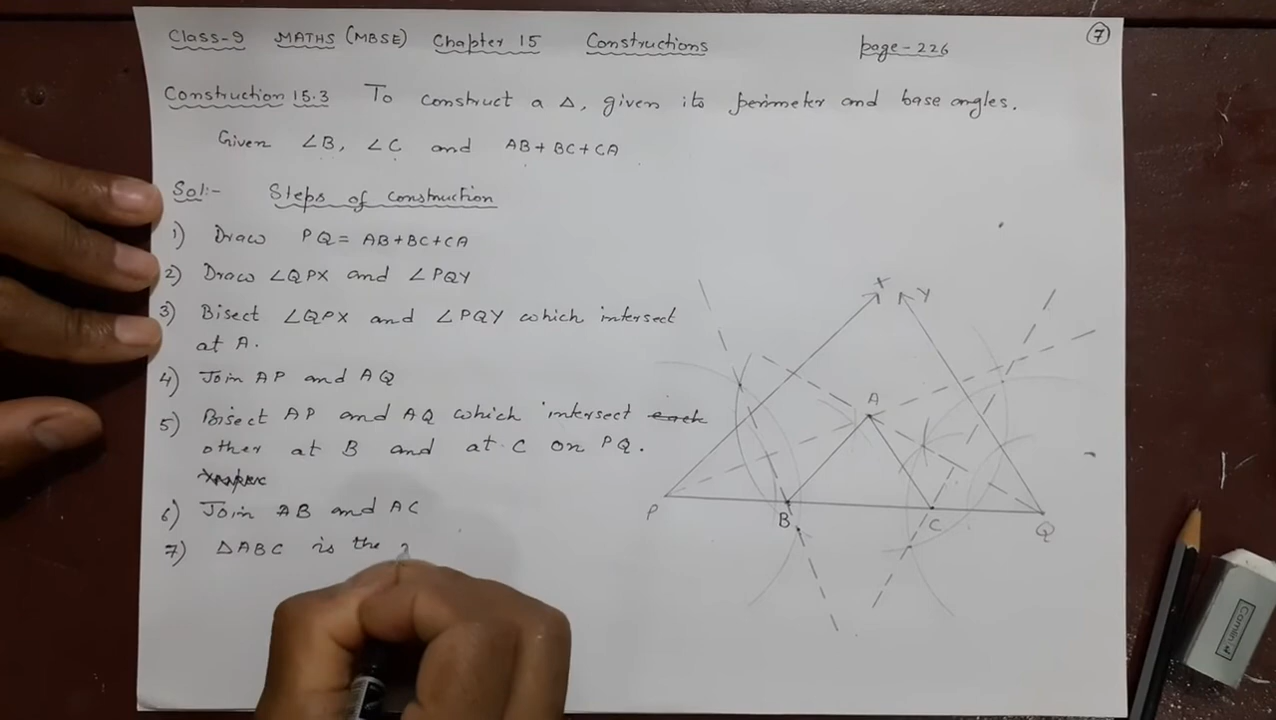 Class-9 MATHS (MBSE) Chapter 15 Constructions page-226
7
Construction 15.3 To construct a Δ, given its perimeter and base angles.
Given ∠B, ∠C and AB+BC+CA
Sol:- Steps of construction
1) Draw PQ = AB+BC+CA
2) Draw ∠QPX and ∠PQY
3) Bisect ∠QPX and ∠PQY which intersect
at A.
4) Join AP and AQ
5) Bisect AP and AQ which intersect each
other at B and at C on PQ.
6) Join AB and AC
7) ΔABC is the
X Y
A
P B C Q
Camlin